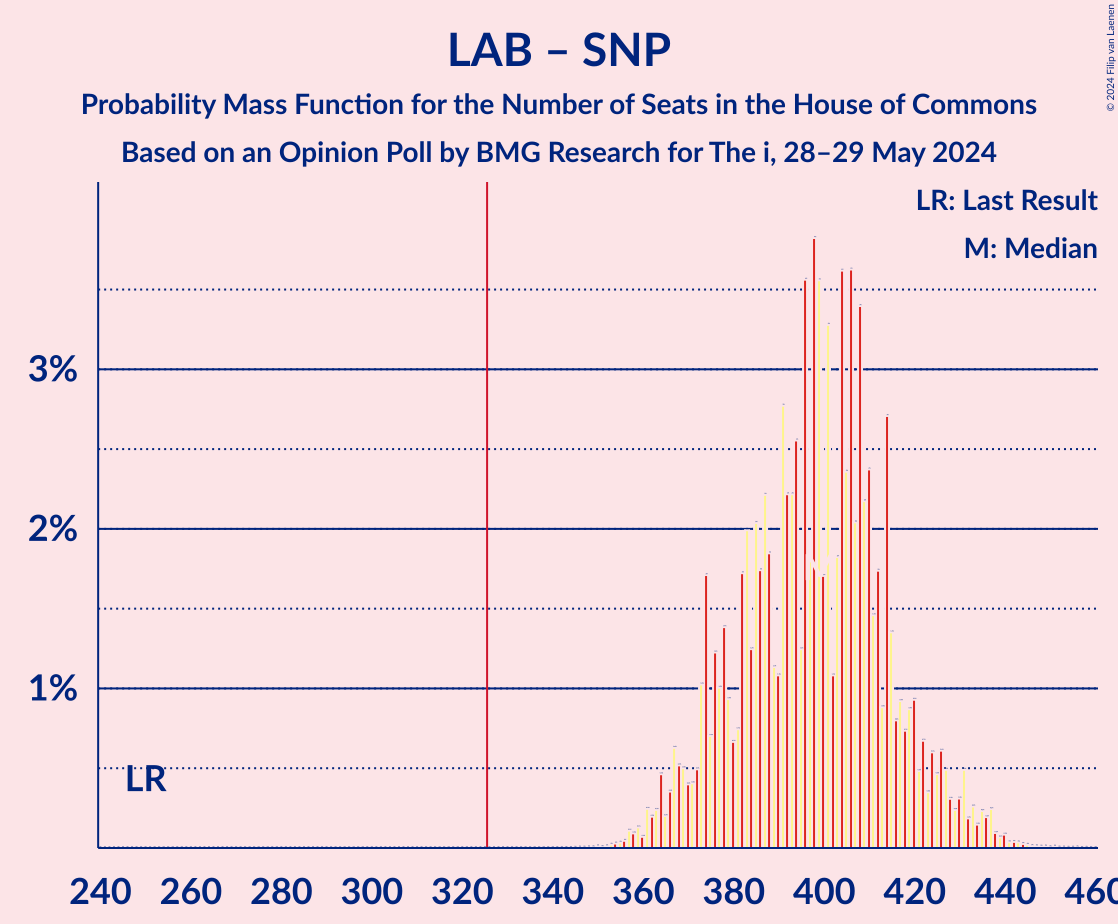 LAB – SNP
Probability Mass Function for the Number of Seats in the House of Commons
Based on an Opinion Poll by BMG Research for The i, 28–29 May 2024
© 2024 Filip van Laenen
LR: Last Result
M: Median
3%
2%
1%
LR
240 260 280 300 320 340 360 380 400 420 440 460